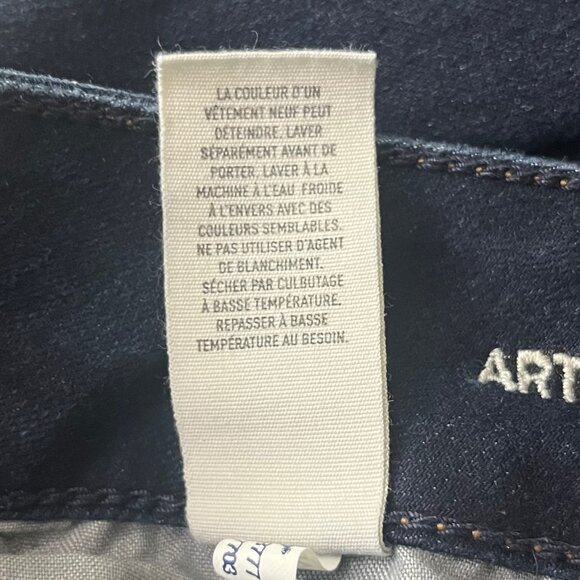 LA COULEUR D'UN
VÊTEMENT NEUF PEUT
DÉTEINDRE. LAVER
SÉPARÉMENT AVANT DE
PORTER. LAVER À LA
MACHINE À L'EAU FROIDE
À L'ENVERS AVEC DES
COULEURS SEMBLABLES.
NE PAS UTILISER D'AGENT
DE BLANCHIMENT.
SÉCHER PAR CULBUTAGE
À BASSE TEMPÉRATURE.
REPASSER À BASSE
TEMPÉRATURE AU BESOIN.
ART